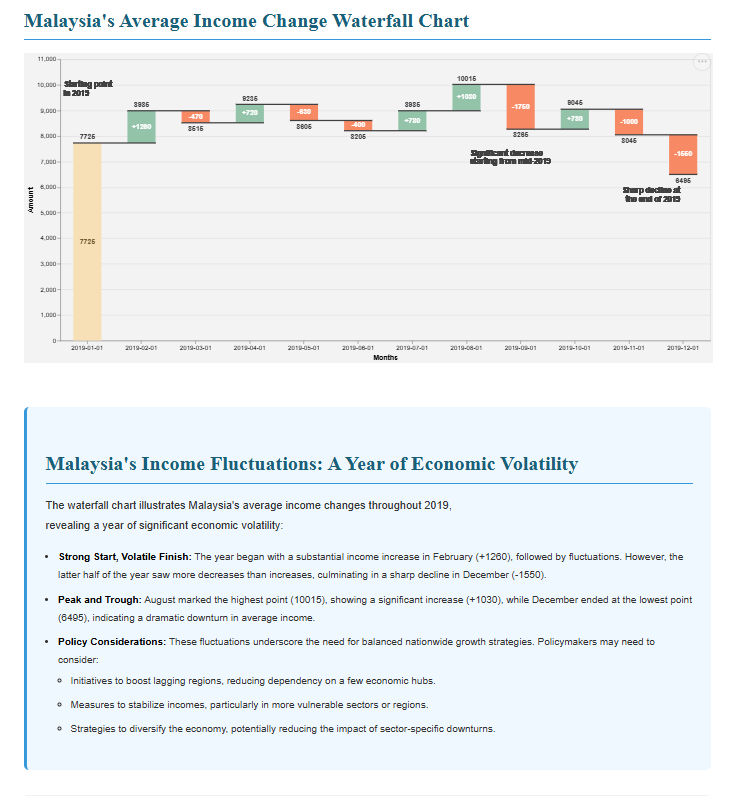 Malaysia's Average Income Change Waterfall Chart
11,000
10,000
9,000
8,000
7,000
6,000
5,000
4,000
3,000
2,000
1,000
0
Amount
Starting point
in 2019
7725
7725
8985
+1260
-470
8515
9235
+720
-630
8605
-400
8205
8985
+780
10015
+1030
-1750
8265
9045
+780
-1000
8045
-1550
6495
Significant decrease
starting from mid-2019
Sharp decline at
the end of 2019
2019-01-01
2019-02-01
2019-03-01
2019-04-01
2019-05-01
2019-06-01
2019-07-01
2019-08-01
2019-09-01
2019-10-01
2019-11-01
2019-12-01
Months
Malaysia's Income Fluctuations: A Year of Economic Volatility
The waterfall chart illustrates Malaysia's average income changes throughout 2019,
revealing a year of significant economic volatility:
• Strong Start, Volatile Finish: The year began with a substantial income increase in February (+1260), followed by fluctuations. However, the
latter half of the year saw more decreases than increases, culminating in a sharp decline in December (-1550).
• Peak and Trough: August marked the highest point (10015), showing a significant increase (+1030), while December ended at the lowest point
(6495), indicating a dramatic downturn in average income.
• Policy Considerations: These fluctuations underscore the need for balanced nationwide growth strategies. Policymakers may need to
consider:
Initiatives to boost lagging regions, reducing dependency on a few economic hubs.
Measures to stabilize incomes, particularly in more vulnerable sectors or regions.
Strategies to diversify the economy, potentially reducing the impact of sector-specific downturns.